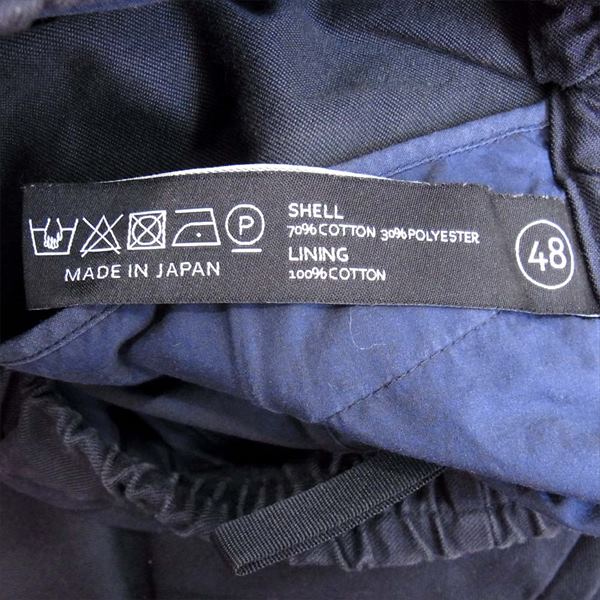 P
MADE IN JAPAN
SHELL
70%COTTON 30%POLYESTER
LINING
100%COTTON
48